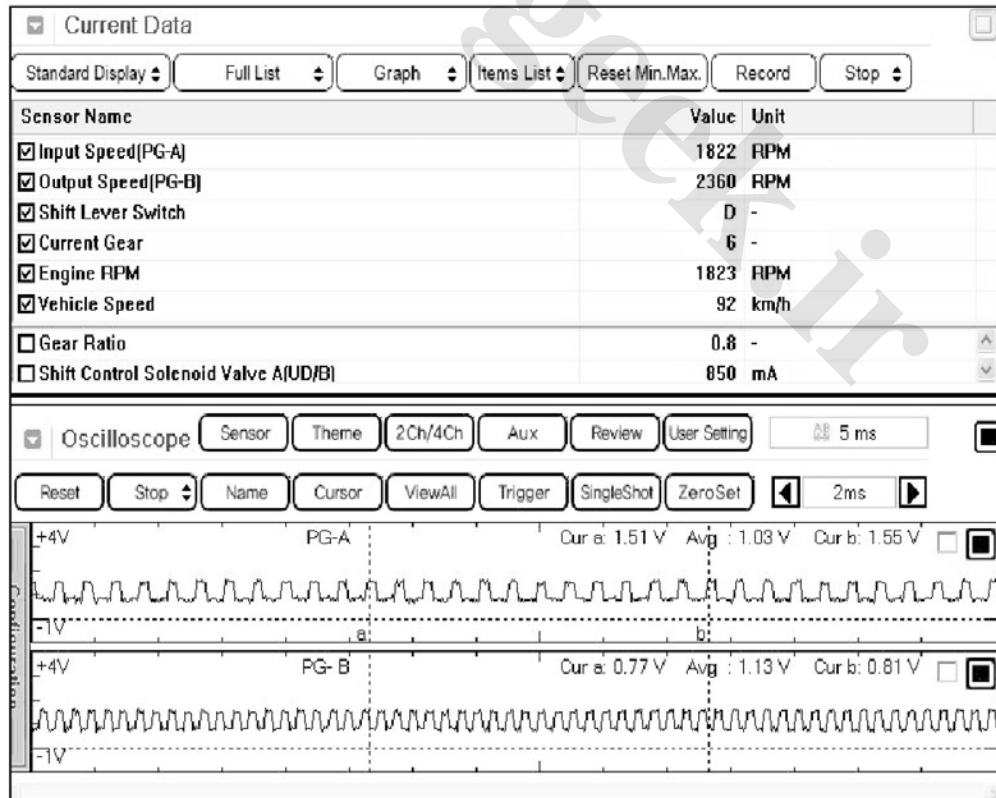 Current Data
Standard Display Full List Graph Items List Reset Min.Max. Record Stop
Sensor Name Value Unit
Input Speed(PG-A) 1822 RPM
Output Speed(PG-B) 2360 RPM
Shift Lever Switch D -
Current Gear 6 -
Engine RPM 1823 RPM
Vehicle Speed 92 km/h
Gear Ratio 0.8 -
Shift Control Solenoid Valve A(UD/B) 850 mA
Oscilloscope Sensor Theme 2Ch/4Ch Aux Review User Setting AB 5 ms
Reset Stop Name Cursor ViewAll Trigger SingleShot ZeroSet 2ms
Configuration
+4V PG-A Cur a: 1.51 V Avg : 1.03 V Cur b: 1.55 V
-1V a b
+4V PG- B Cur a: 0.77 V Avg : 1.13 V Cur b: 0.81 V
-1V
geek.ir